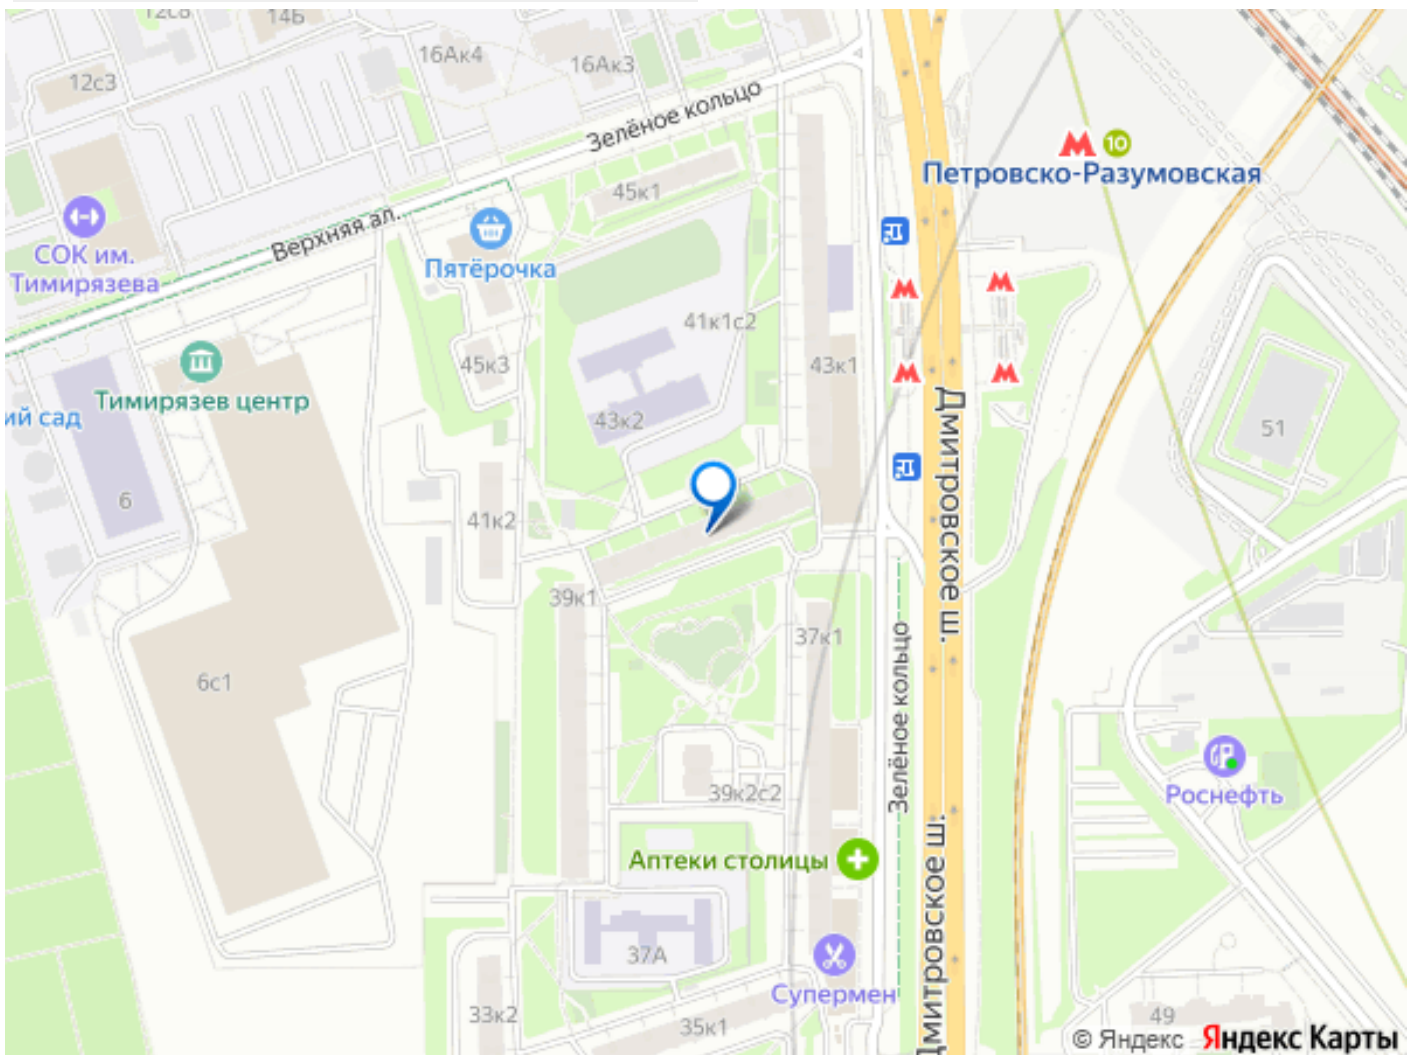 12с8
14Б
16Ак4
16Ак3
12с3
Зелёное кольцо
10
Петровско-Разумовская
45к1
Верхняя ал.
СОК им.
Тимирязева
Пятёрочка
41к1с2
45к3
43к1
Тимирязев центр
ий сад
43к2
Дмитровское ш.
51
6
41к2
39к1
37к1
Зелёное кольцо
6с1
39к2с2
Роснефть
Аптеки столицы
Дмитровское ш.
37А
Супермен
33к2
35к1
49
© Яндекс Яндекс Карты